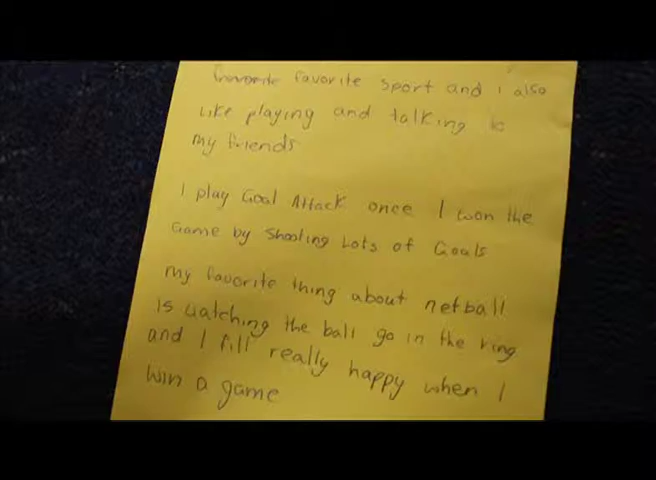 favorite sport and i also
Like playing and talking to
my friends
I play Goal Attack once I won the
Game by Shooting Lots of Goals
my favorite thing about netball
is watching the ball go in the ring
and I fill really happy when I
win a game